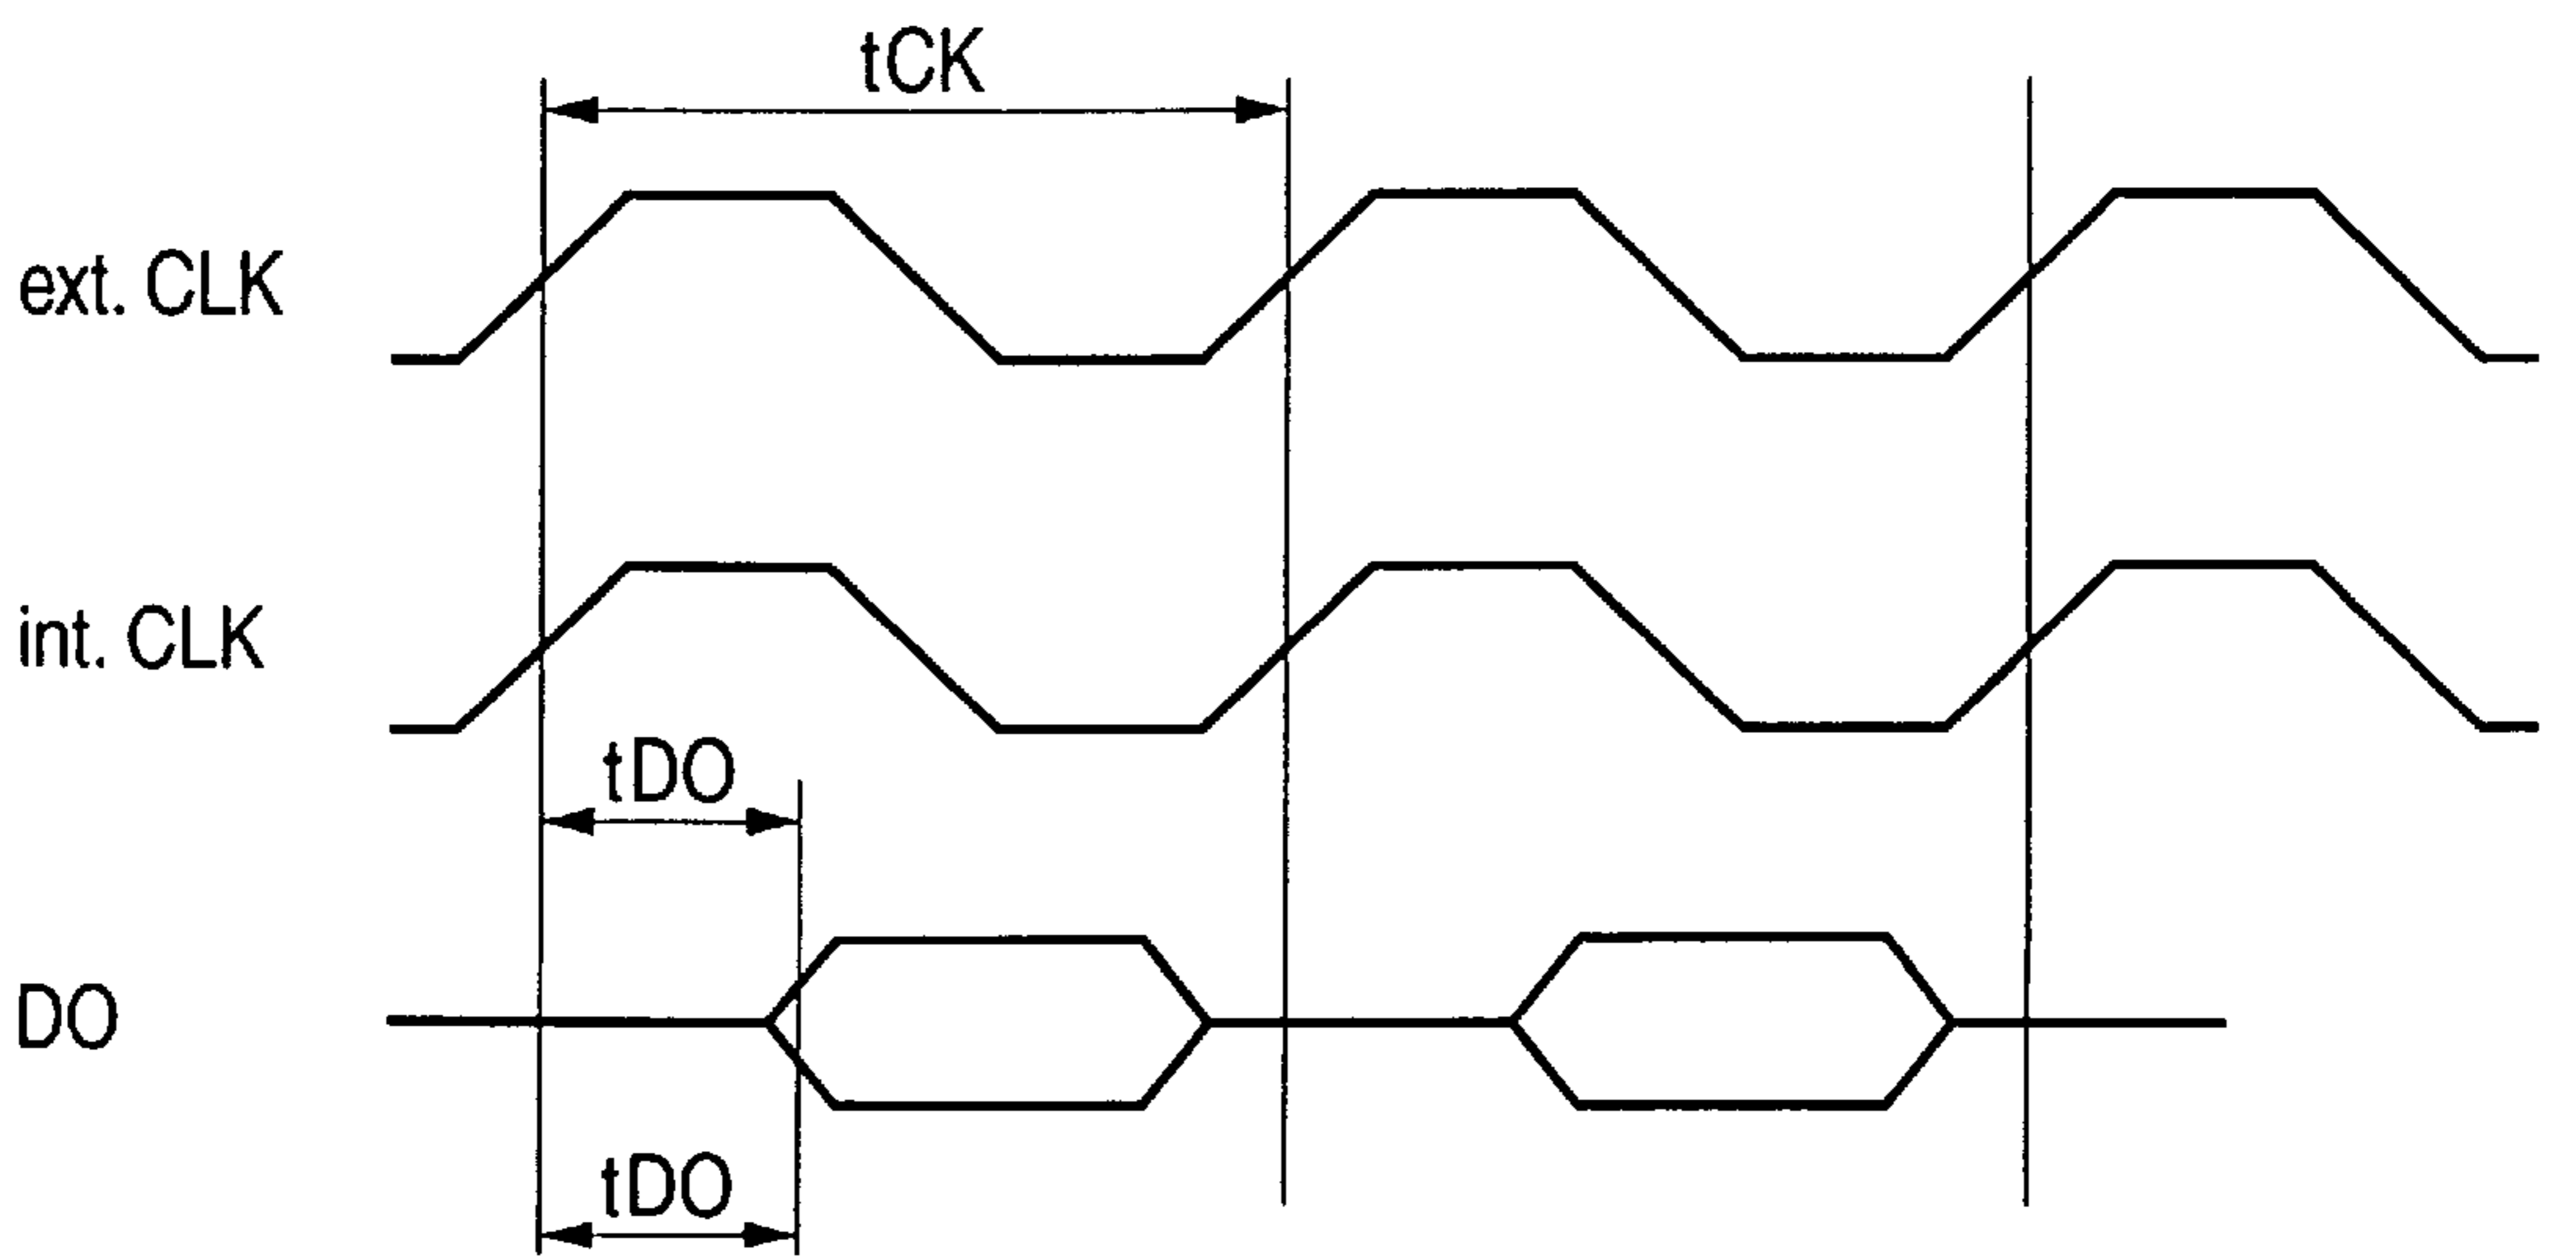 tCK
ext. CLK
int. CLK
tDO
DO
tDO